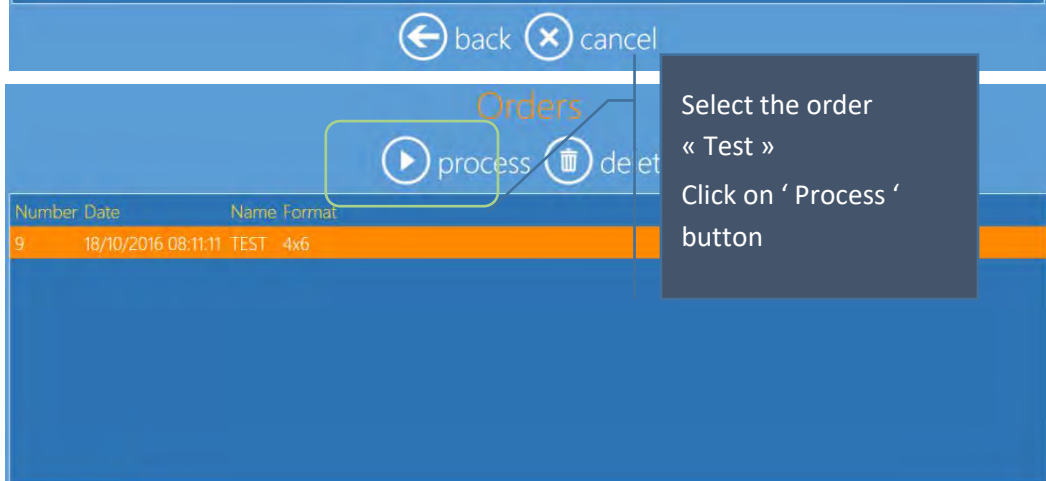 back cancel
Orders
process delet
Number Date Name Format
9 18/10/2016 08:11:11 TEST 4x6
Select the order
« Test »
Click on ‘ Process ‘
button